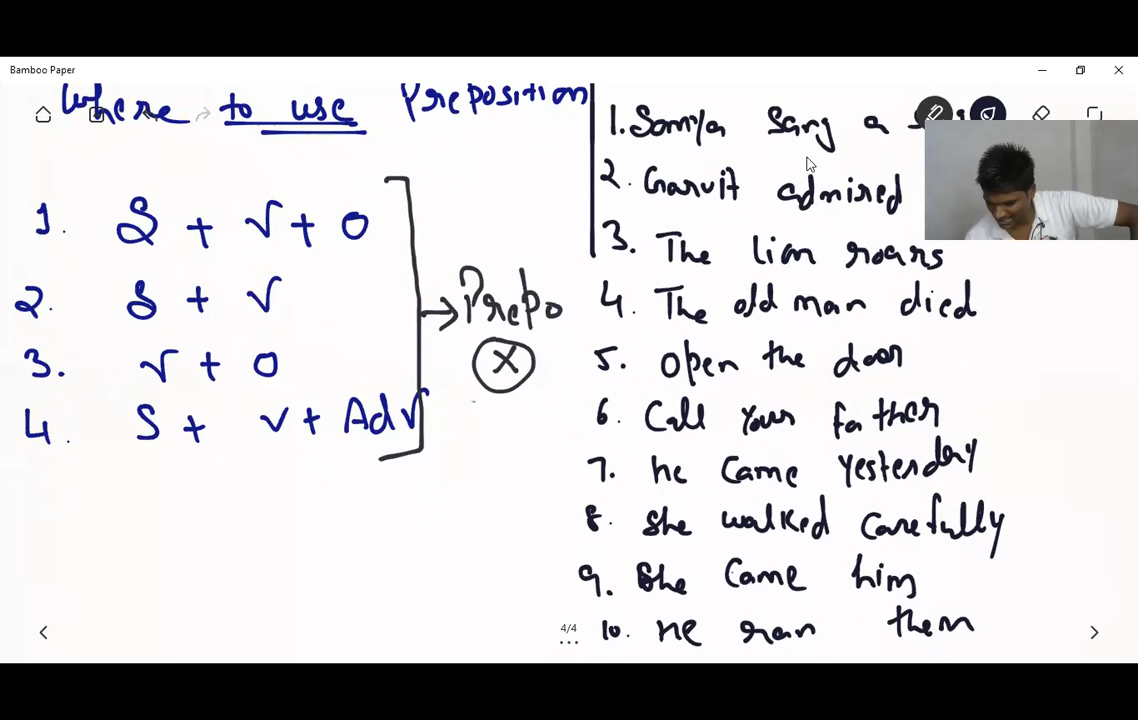 Bamboo Paper
Where to use Preposition
1. S + V + O
2. S + V
3. V + O
4. S + V + Adv
Prepo
X
1. Somya Sang a
2. Garvit admired
3. The lion roars
4. The old man died
5. Open the door
6. Call your father
7. he came yesterday
8. she walked carefully
9. She came him
10. He ran them
4/4